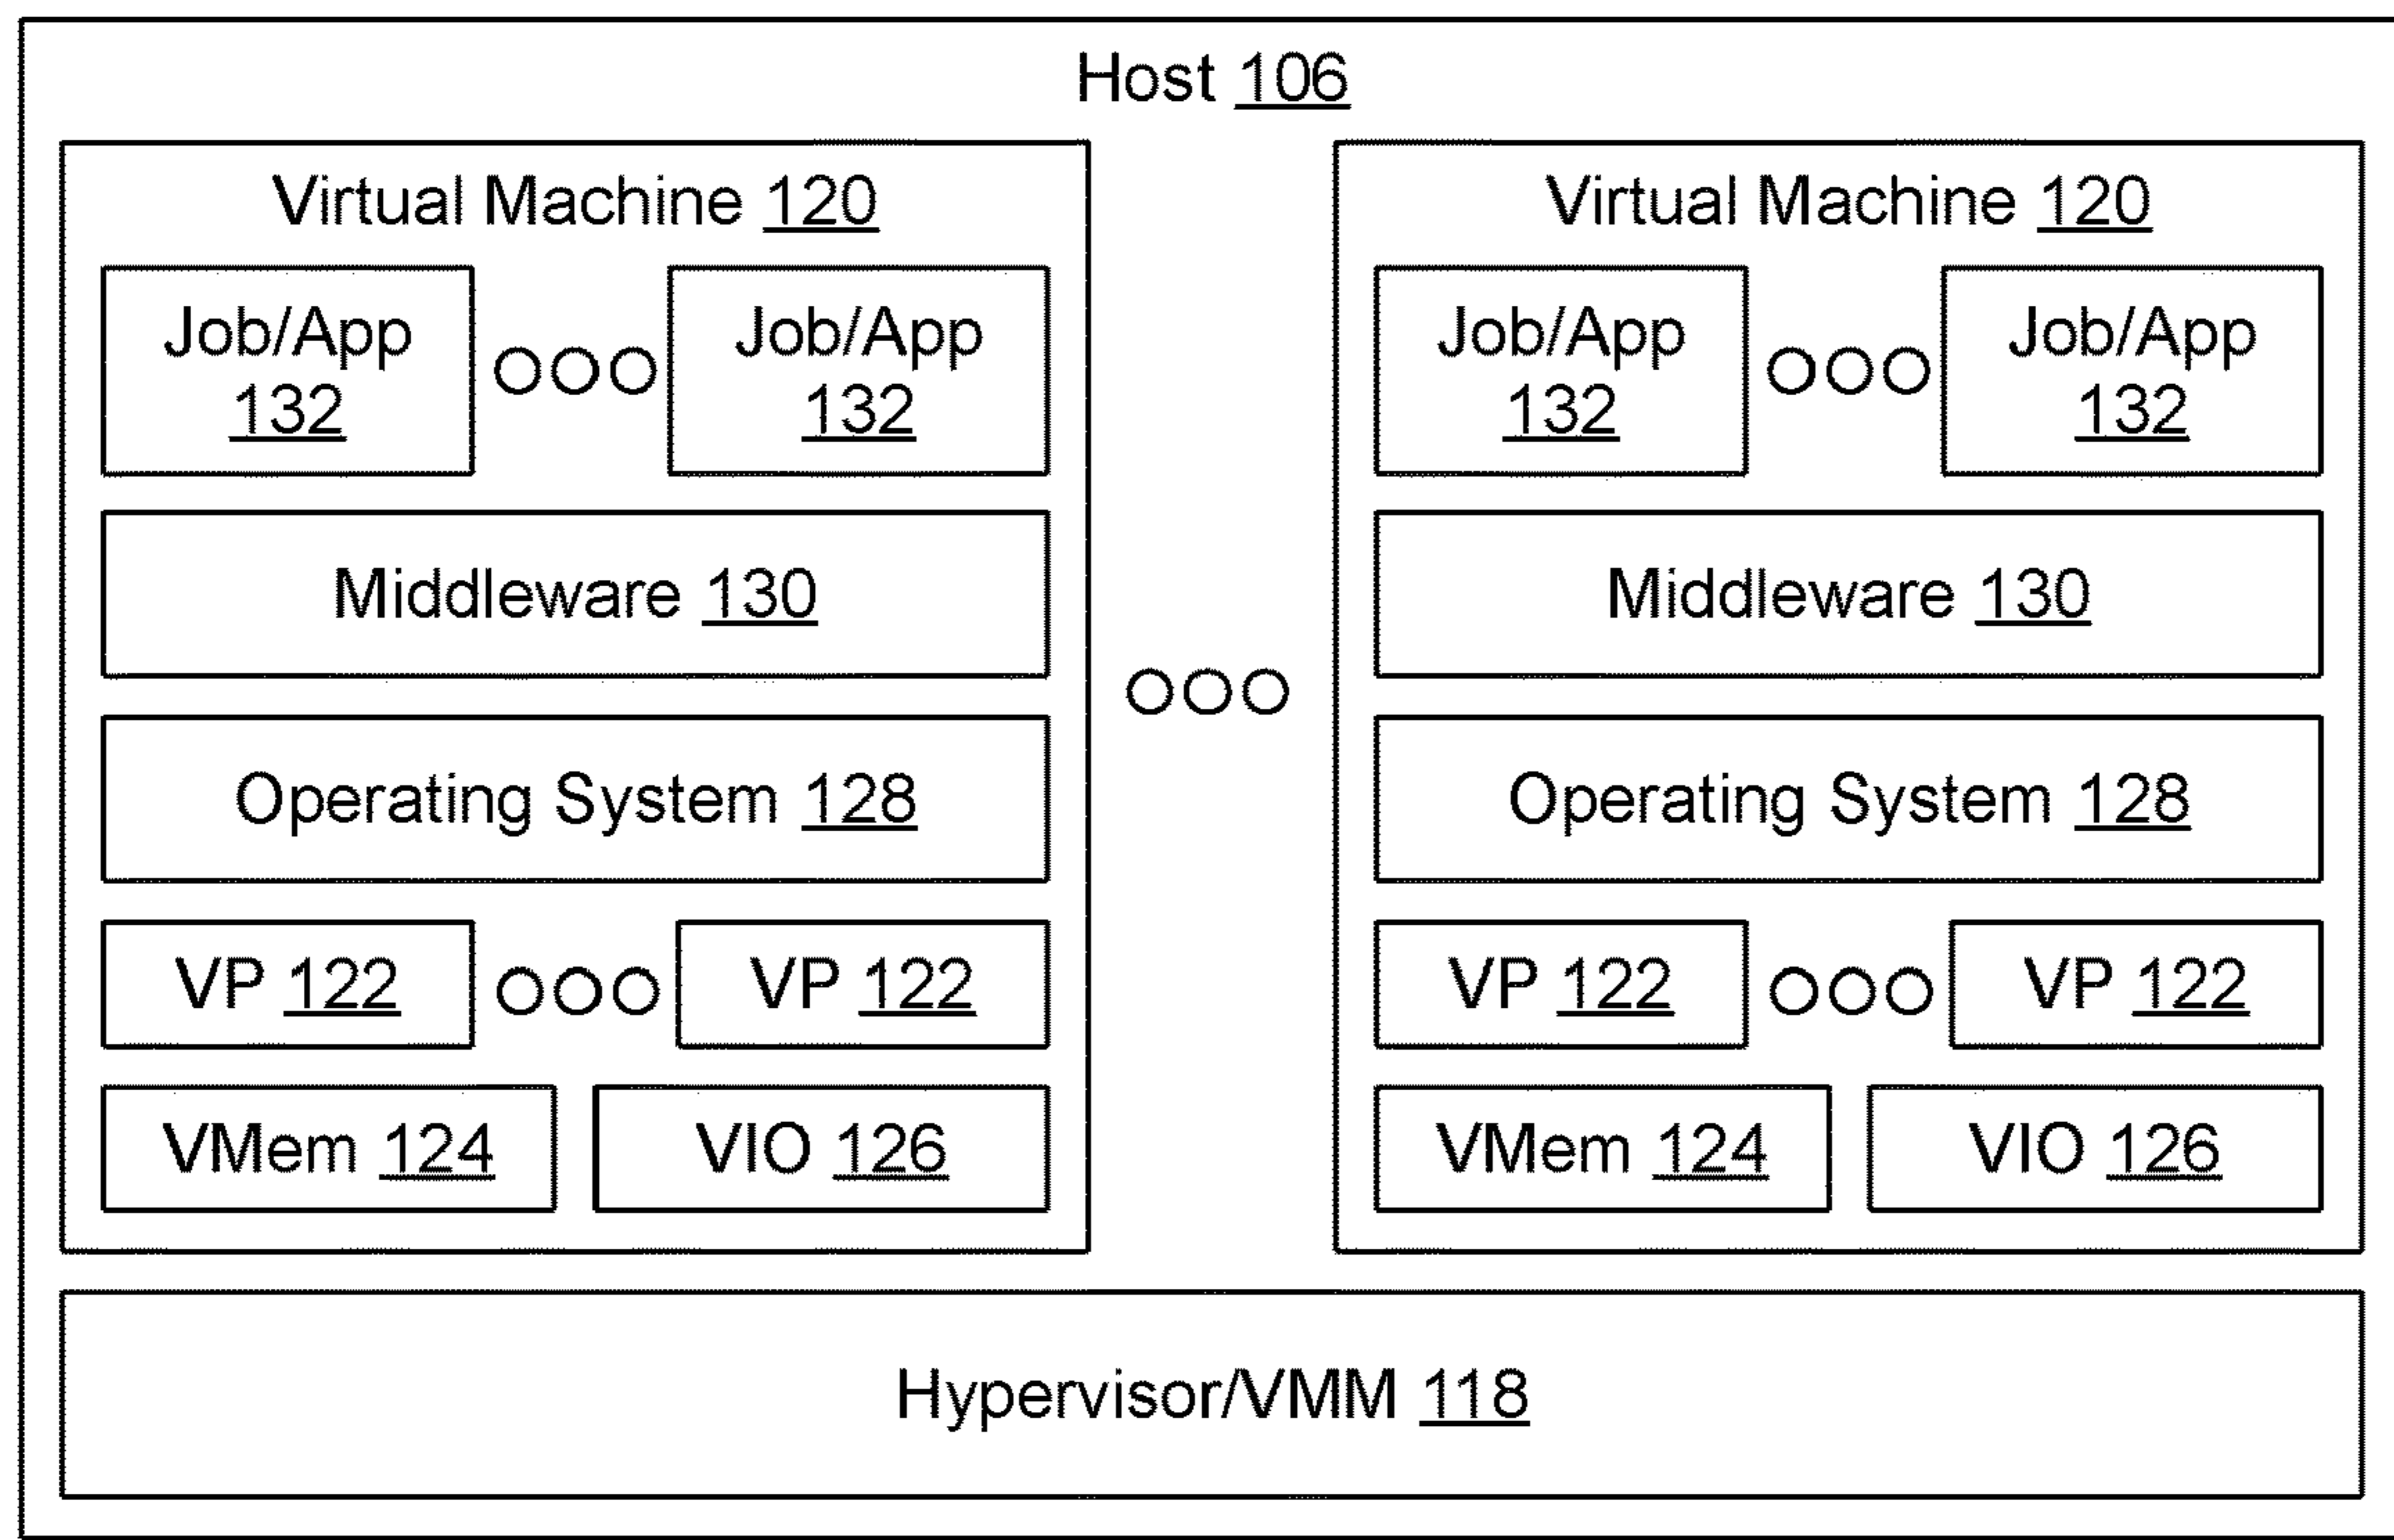 Host 106
Virtual Machine 120
Job/App
132
Job/App
132
Middleware 130
Operating System 128
VP 122
VP 122
VMem 124
VIO 126
Virtual Machine 120
Job/App
132
Job/App
132
Middleware 130
Operating System 128
VP 122
VP 122
VMem 124
VIO 126
Hypervisor/VMM 118